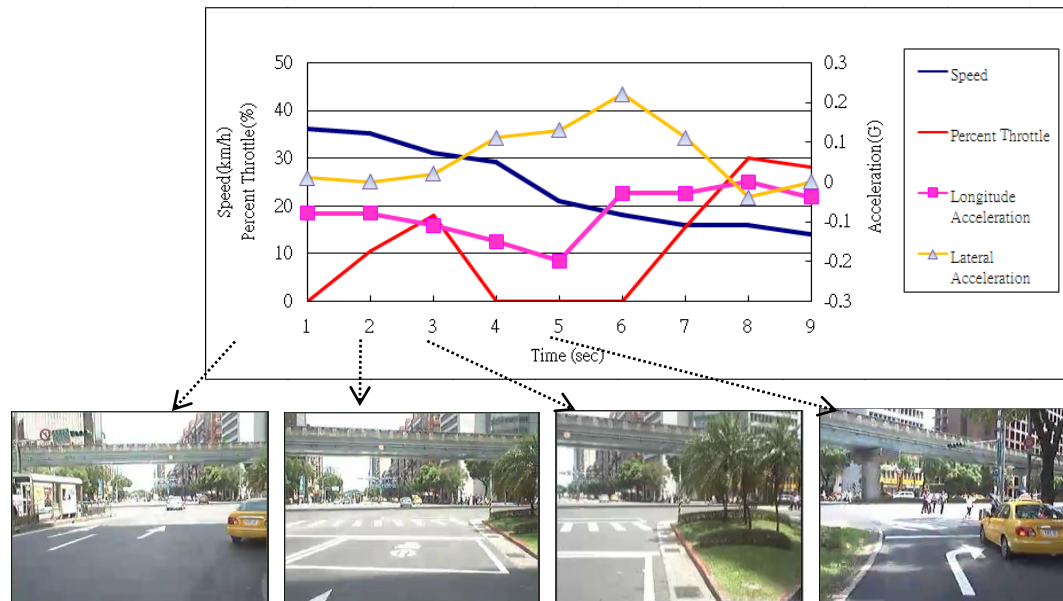 50
40
30
20
10
0
Speed(km/h)
Percent Throttle(%)
0.3
0.2
0.1
0
-0.1
-0.2
-0.3
Acceleration(G)
1 2 3 4 5 6 7 8 9
Time (sec)
Speed
Percent Throttle
Longitude
Acceleration
Lateral
Acceleration